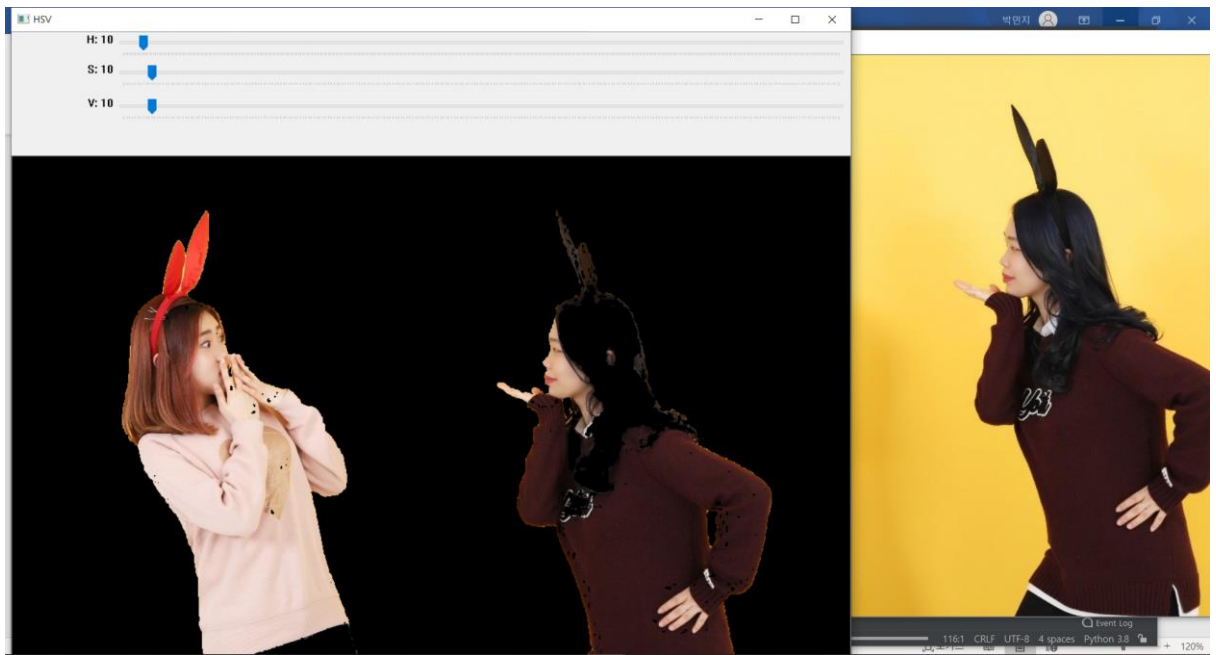 HSV
박민지
H: 10
S: 10
V: 10
Event Log
116:1 CRLF UTF-8 4 spaces Python 3.8
120%